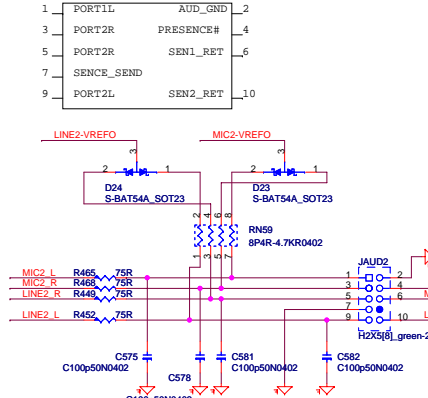 1 PORT1L AUD_GND 2
3 PORT2R PRESENCE# 4
5 PORT2R SEN1_RET 6
7 SENCE_SEND
9 PORT2L SEN2_RET 10
LINE2-VREFO MIC2-VREFO
3 3
2 1 2 1
D24 D23
S-BAT54A_SOT23 S-BAT54A_SOT23
2 4 6 8
RN59
8P4R-4.7KR0402
1 3 5 7
JAUD2
MIC2_L R465 75R 1 2
MIC2_R R468 75R 3 4
LINE2_R R449 75R 5 6
7
LINE2_L R452 75R 9 10
H2X5[8]_green-2
C575 C581 C582
C100p50N0402 C100p50N0402 C100p50N0402
C578